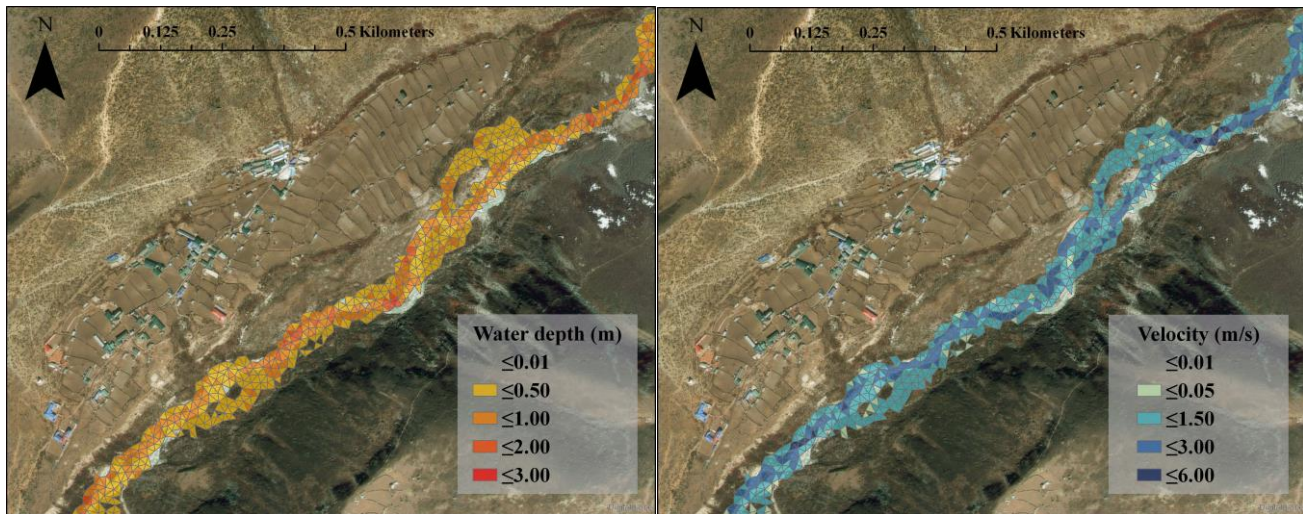 N
0 0.125 0.25 0.5 Kilometers
Water depth (m)
≤0.01
≤0.50
≤1.00
≤2.00
≤3.00
N
0 0.125 0.25 0.5 Kilometers
Velocity (m/s)
≤0.01
≤0.05
≤1.50
≤3.00
≤6.00